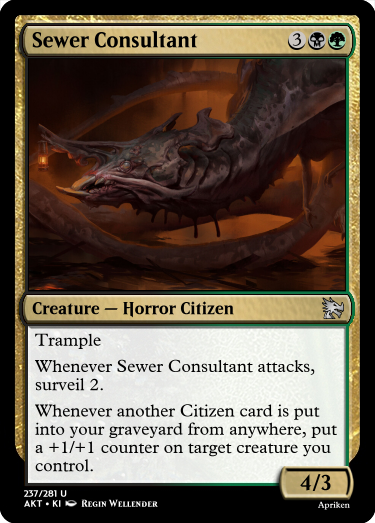 Sewer Consultant 3
Creature — Horror Citizen
Trample
Whenever Sewer Consultant attacks,
surveil 2.
Whenever another Citizen card is put
into your graveyard from anywhere, put
a +1/+1 counter on target creature you
control.
4/3
237/281 U
AKT • KI Regin Wellender
Apriken